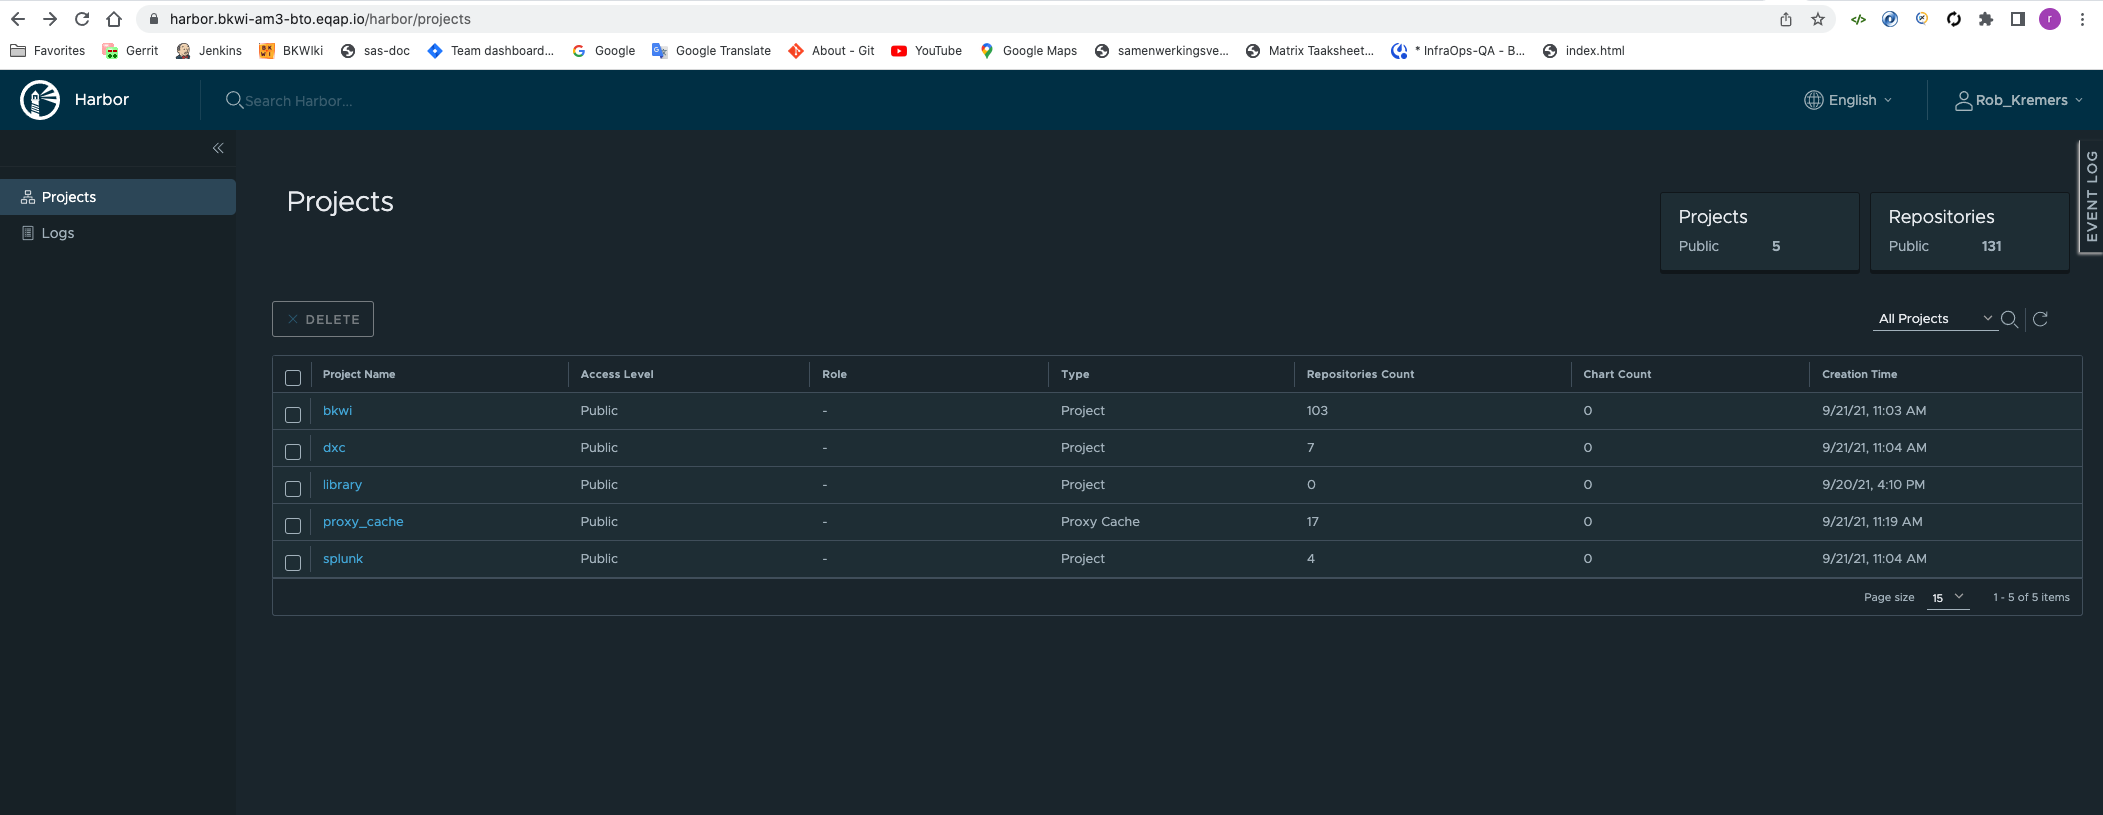 harbor.bkwi-am3-bto.eqap.io/harbor/projects
r
Favorites Gerrit Jenkins BKWIki sas-doc Team dashboard... Google Google Translate About - Git YouTube Google Maps samenwerkingsve... Matrix Taaksheet... * InfraOps-QA - B... index.html
Harbor Search Harbor... English Rob_Kremers
EVENT LOG
Projects
Logs
Projects
Projects
Public 5
Repositories
Public 131
DELETE
All Projects
Project Name Access Level Role Type Repositories Count Chart Count Creation Time
bkwi Public - Project 103 0 9/21/21, 11:03 AM
dxc Public - Project 7 0 9/21/21, 11:04 AM
library Public - Project 0 0 9/20/21, 4:10 PM
proxy_cache Public - Proxy Cache 17 0 9/21/21, 11:19 AM
splunk Public - Project 4 0 9/21/21, 11:04 AM
Page size 15 1 - 5 of 5 items